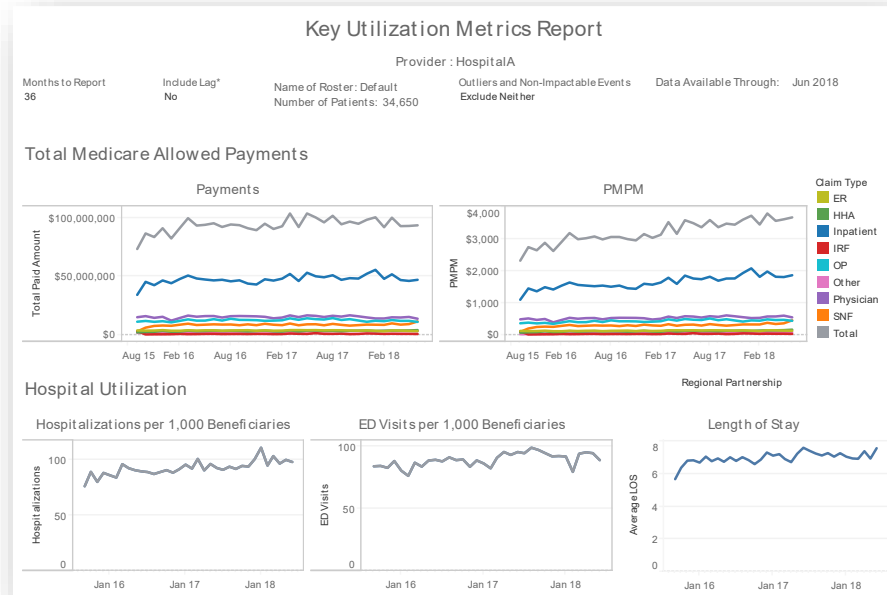 Key Utilization Metrics Report
Provider : HospitalA
Months to Report
36
Include Lag*
No
Name of Roster: Default
Number of Patients: 34,650
Outliers and Non-Impactable Events
Exclude Neither
Data Available Through: Jun 2018
Total Medicare Allowed Payments
Payments
Total Paid Amount
$100,000,000
$50,000,000
$0
Aug 15 Feb 16 Aug 16 Feb 17 Aug 17 Feb 18
PMPM
PMPM
$4,000
$3,000
$2,000
$1,000
$0
Aug 15 Feb 16 Aug 16 Feb 17 Aug 17 Feb 18
Claim Type
ER
HHA
Inpatient
IRF
OP
Other
Physician
SNF
Total
Regional Partnership
Hospital Utilization
Hospitalizations per 1,000 Beneficiaries
Hospitalizations
100
50
0
Jan 16 Jan 17 Jan 18
ED Visits per 1,000 Beneficiaries
ED Visits
100
50
0
Jan 16 Jan 17 Jan 18
Length of Stay
Average LOS
8
6
4
2
0
Jan 16 Jan 17 Jan 18